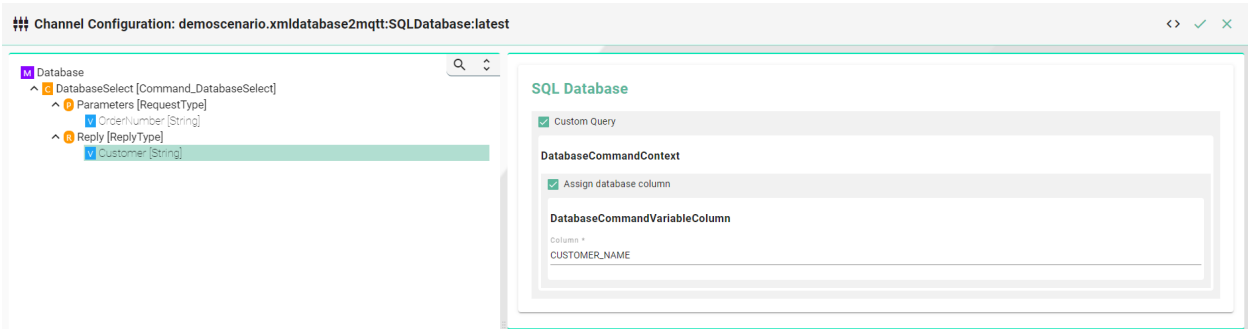 Channel Configuration: demoscenario.xmldatabase2mqtt:SQLDatabase:latest
M Database
C DatabaseSelect [Command_DatabaseSelect]
P Parameters [RequestType]
V OrderNumber [String]
R Reply [ReplyType]
V Customer [String]
SQL Database
Custom Query
DatabaseCommandContext
Assign database column
DatabaseCommandVariableColumn
Column *
CUSTOMER_NAME